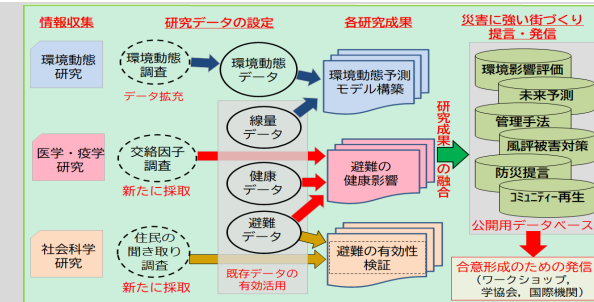 情報収集
研究データの設定
各研究成果
災害に強い街づくり
提言・発信
環境動態
研究
環境動態
調査
データ拡充
環境動態
データ
環境動態予測
モデル構築
線量
データ
医学・疫学
研究
交絡因子
調査
新たに採取
健康
データ
避難の
健康影響
避難
データ
社会科学
研究
住民の
聞き取り
調査
新たに採取
既存データの
有効活用
避難の有効性
検証
研究成果の融合
環境影響評価
未来予測
管理手法
風評被害対策
防災提言
コミュニティー再生
公開用データベース
合意形成のための発信
(ワークショップ,
学協会, 国際機関)